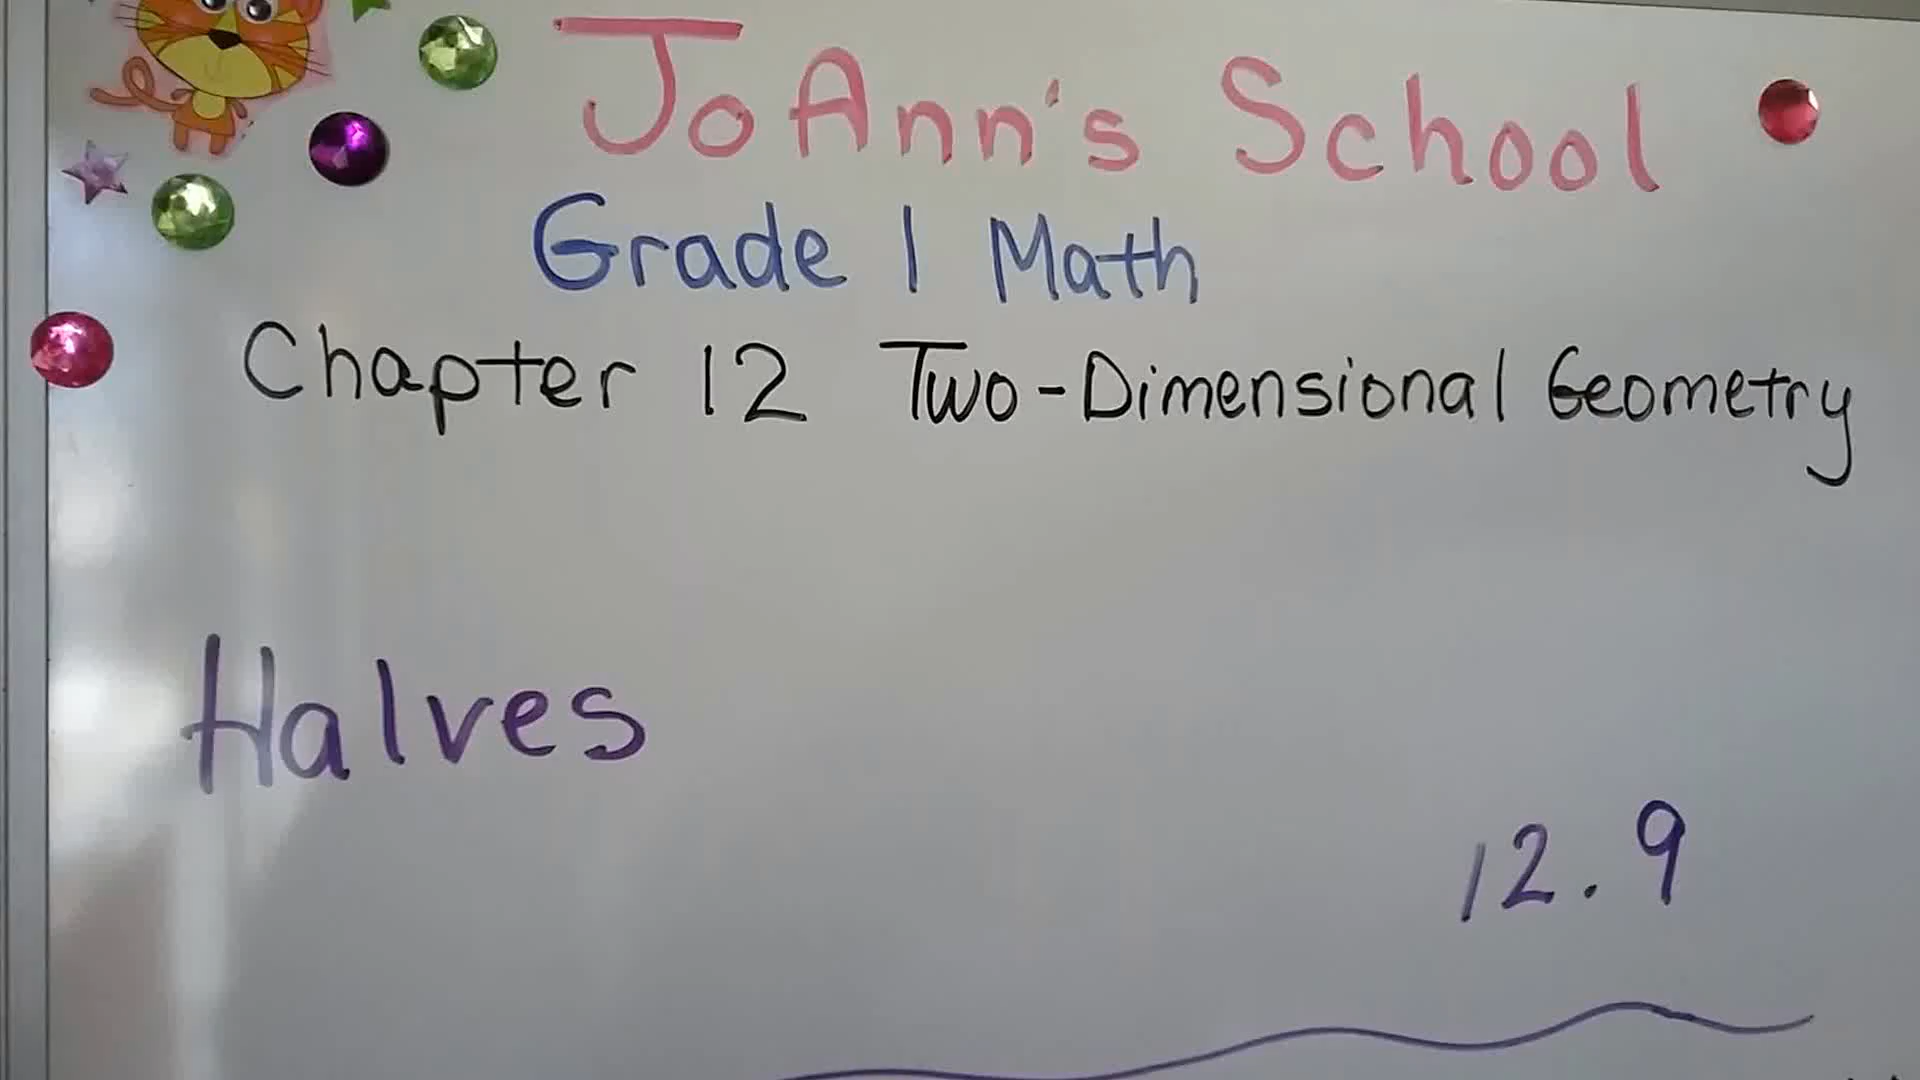 JoAnn's School
Grade 1 Math
Chapter 12 Two-Dimensional Geometry
Halves
12.9